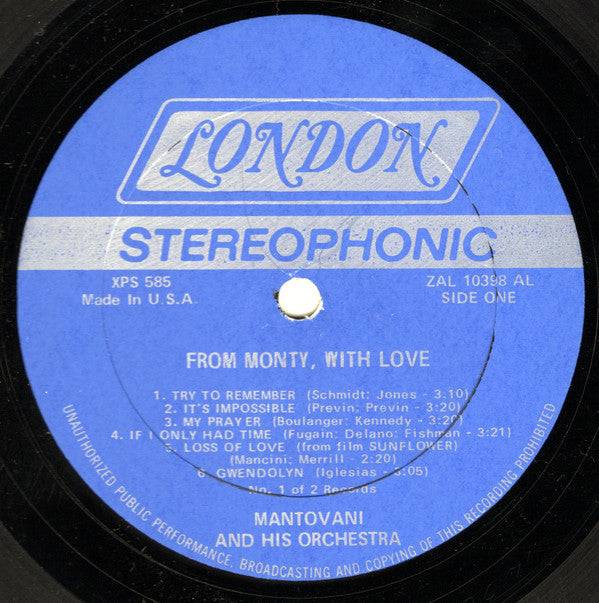 LONDON
STEREOPHONIC
XPS 585
Made In U.S.A.
ZAL 10398 AL
SIDE ONE
FROM MONTY, WITH LOVE
1. TRY TO REMEMBER (Schmidt: Jones - 3.10)
2. IT'S IMPOSSIBLE (Previn: Previn - 3:20)
3. MY PRAYER (Boulanger: Kennedy - 3:20)
4. IF I ONLY HAD TIME (Fugain: Delano: Fishman - 3:21)
5. LOSS OF LOVE (from film SUNFLOWER)
(Mancini: Merrill - 2:20)
6. GWENDOLYN (Iglesias - 3:05)
No. 1 of 2 Records
MANTOVANI
AND HIS ORCHESTRA
UNAUTHORIZED PUBLIC PERFORMANCE, BROADCASTING AND COPYING OF THIS RECORDING PROHIBITED